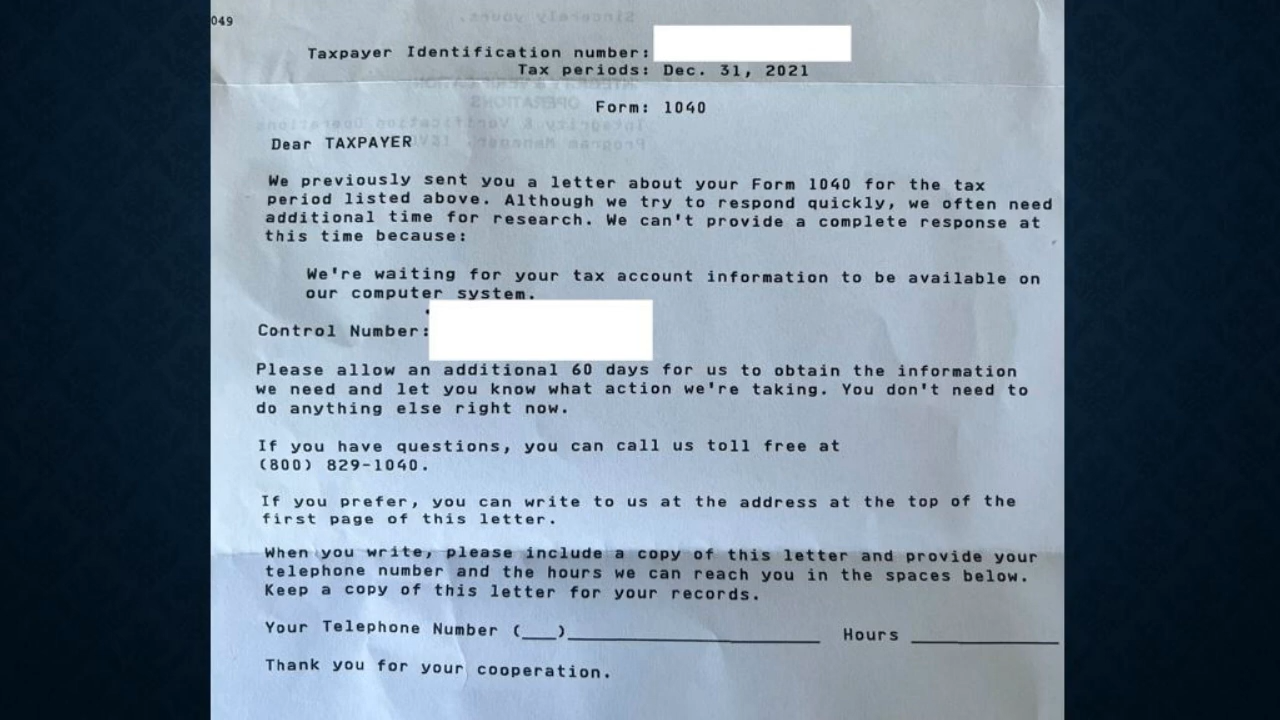 049
Taxpayer Identification number:
Tax periods: Dec. 31, 2021
Form: 1040
Dear TAXPAYER
We previously sent you a letter about your Form 1040 for the tax
period listed above. Although we try to respond quickly, we often need
additional time for research. We can't provide a complete response at
this time because:
We're waiting for your tax account information to be available on
our computer system.
Control Number:
Please allow an additional 60 days for us to obtain the information
we need and let you know what action we're taking. You don't need to
do anything else right now.
If you have questions, you can call us toll free at
(800) 829-1040.
If you prefer, you can write to us at the address at the top of the
first page of this letter.
When you write, please include a copy of this letter and provide your
telephone number and the hours we can reach you in the spaces below.
Keep a copy of this letter for your records.
Your Telephone Number (___)____________________ Hours ____________
Thank you for your cooperation.